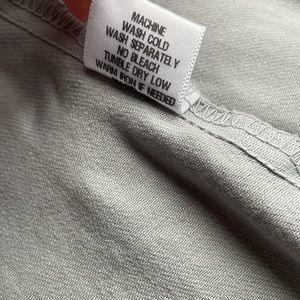 MACHINE
WASH COLD
WASH SEPARATELY
NO BLEACH
TUMBLE DRY LOW
WARM IRON IF NEEDED